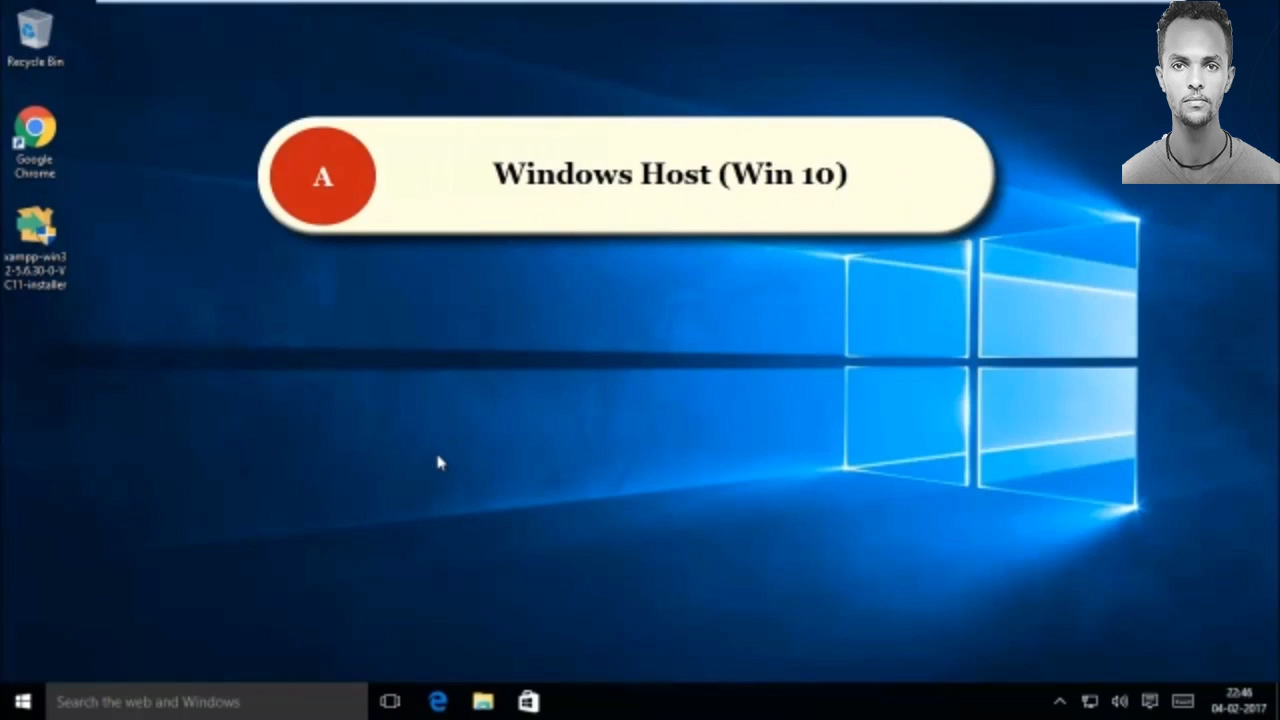 Recycle Bin
Google
Chrome
xampp-win3
2-5.6.30-0-V
C11-installer
A
Windows Host (Win 10)
Search the web and Windows
22:46
04-02-2017